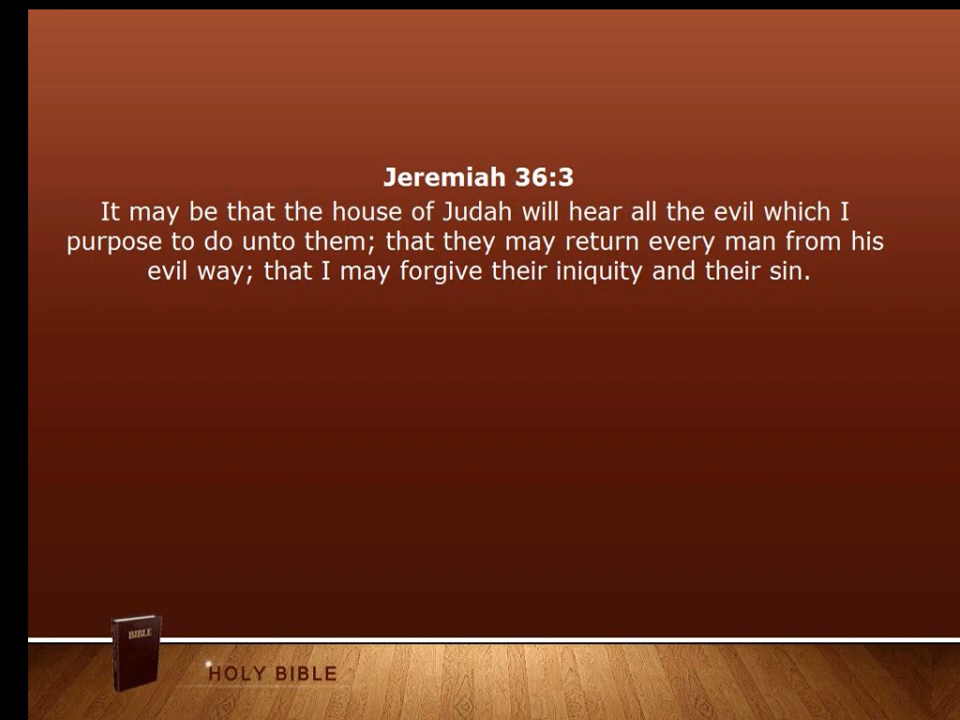 Jeremiah 36:3
It may be that the house of Judah will hear all the evil which I
purpose to do unto them; that they may return every man from his
evil way; that I may forgive their iniquity and their sin.
BIBLE
HOLY BIBLE